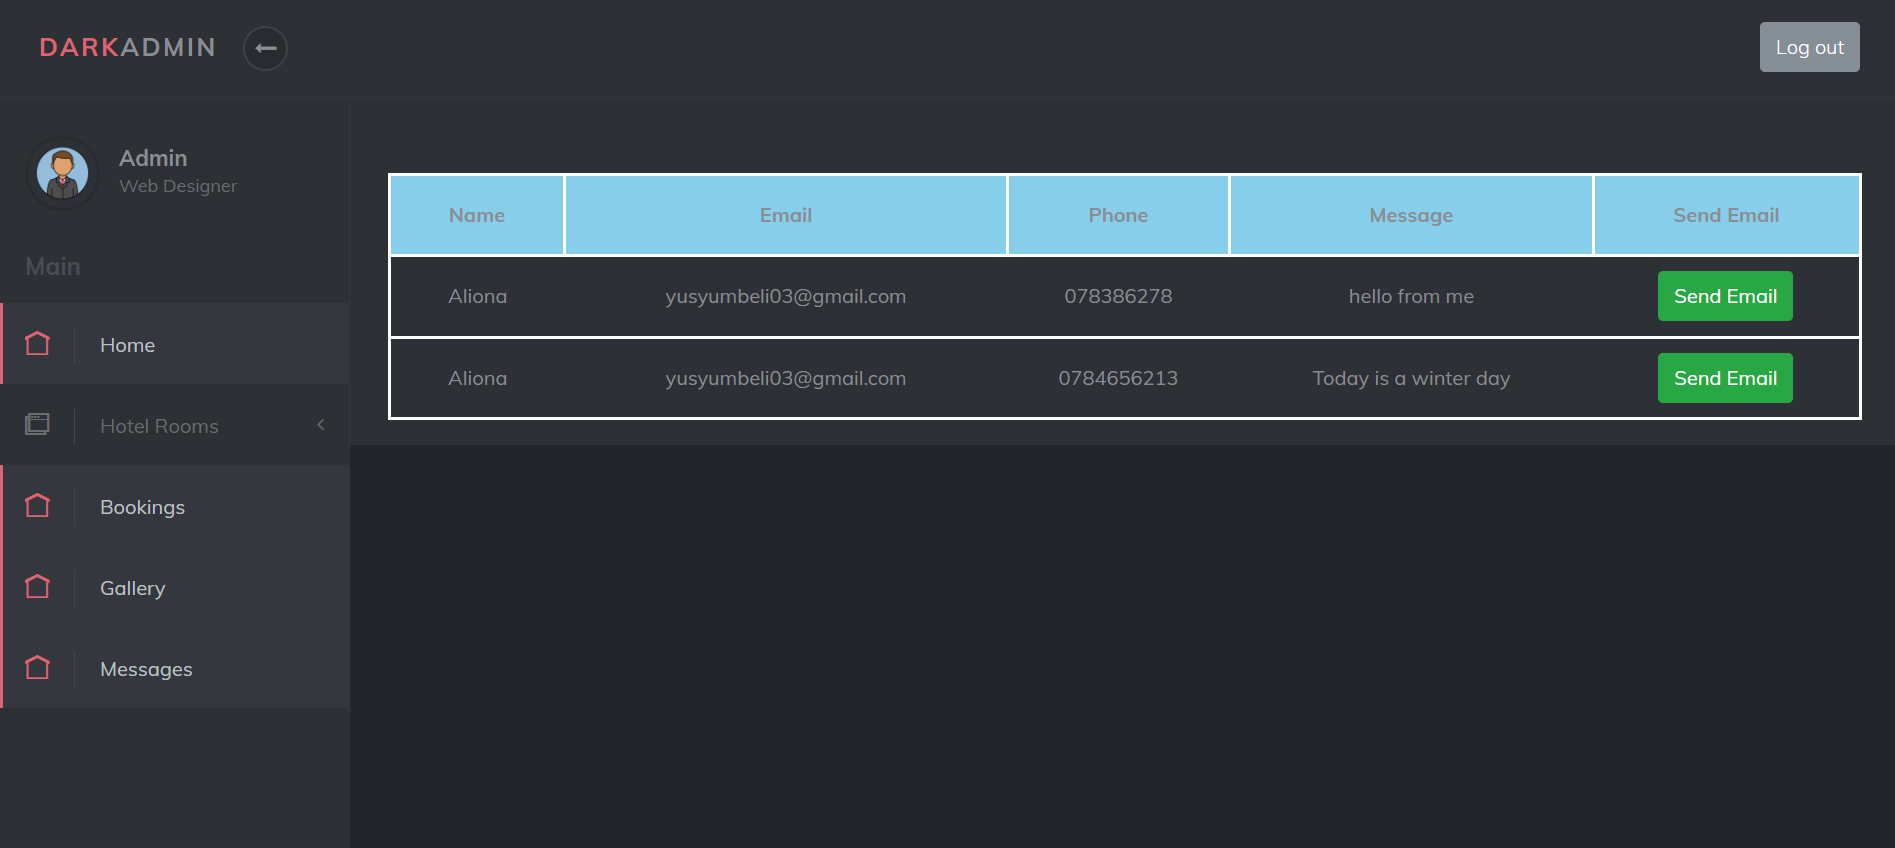 DARKADMIN
Log out
Admin
Web Designer
Main
Home
Hotel Rooms
Bookings
Gallery
Messages
Name Email Phone Message Send Email
Aliona yusyumbeli03@gmail.com 078386278 hello from me Send Email
Aliona yusyumbeli03@gmail.com 0784656213 Today is a winter day Send Email